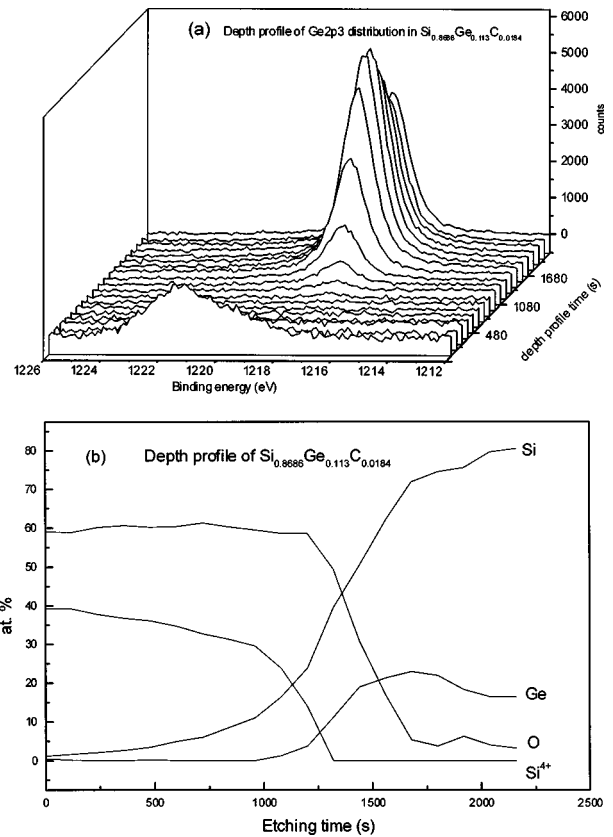 (a) Depth profile of Ge2p3 distribution in Si0.8686Ge0.113C0.0184
6000
5000
4000
3000
2000
1000
0
counts
1680
1080
480
depth profile time (s)
1226 1224 1222 1220 1218 1216 1214 1212
Binding energy (eV)
(b) Depth profile of Si0.8686Ge0.113C0.0184
80
70
60
50
40
30
20
10
0
at. %
Si
Ge
O
Si4+
0 500 1000 1500 2000 2500
Etching time (s)